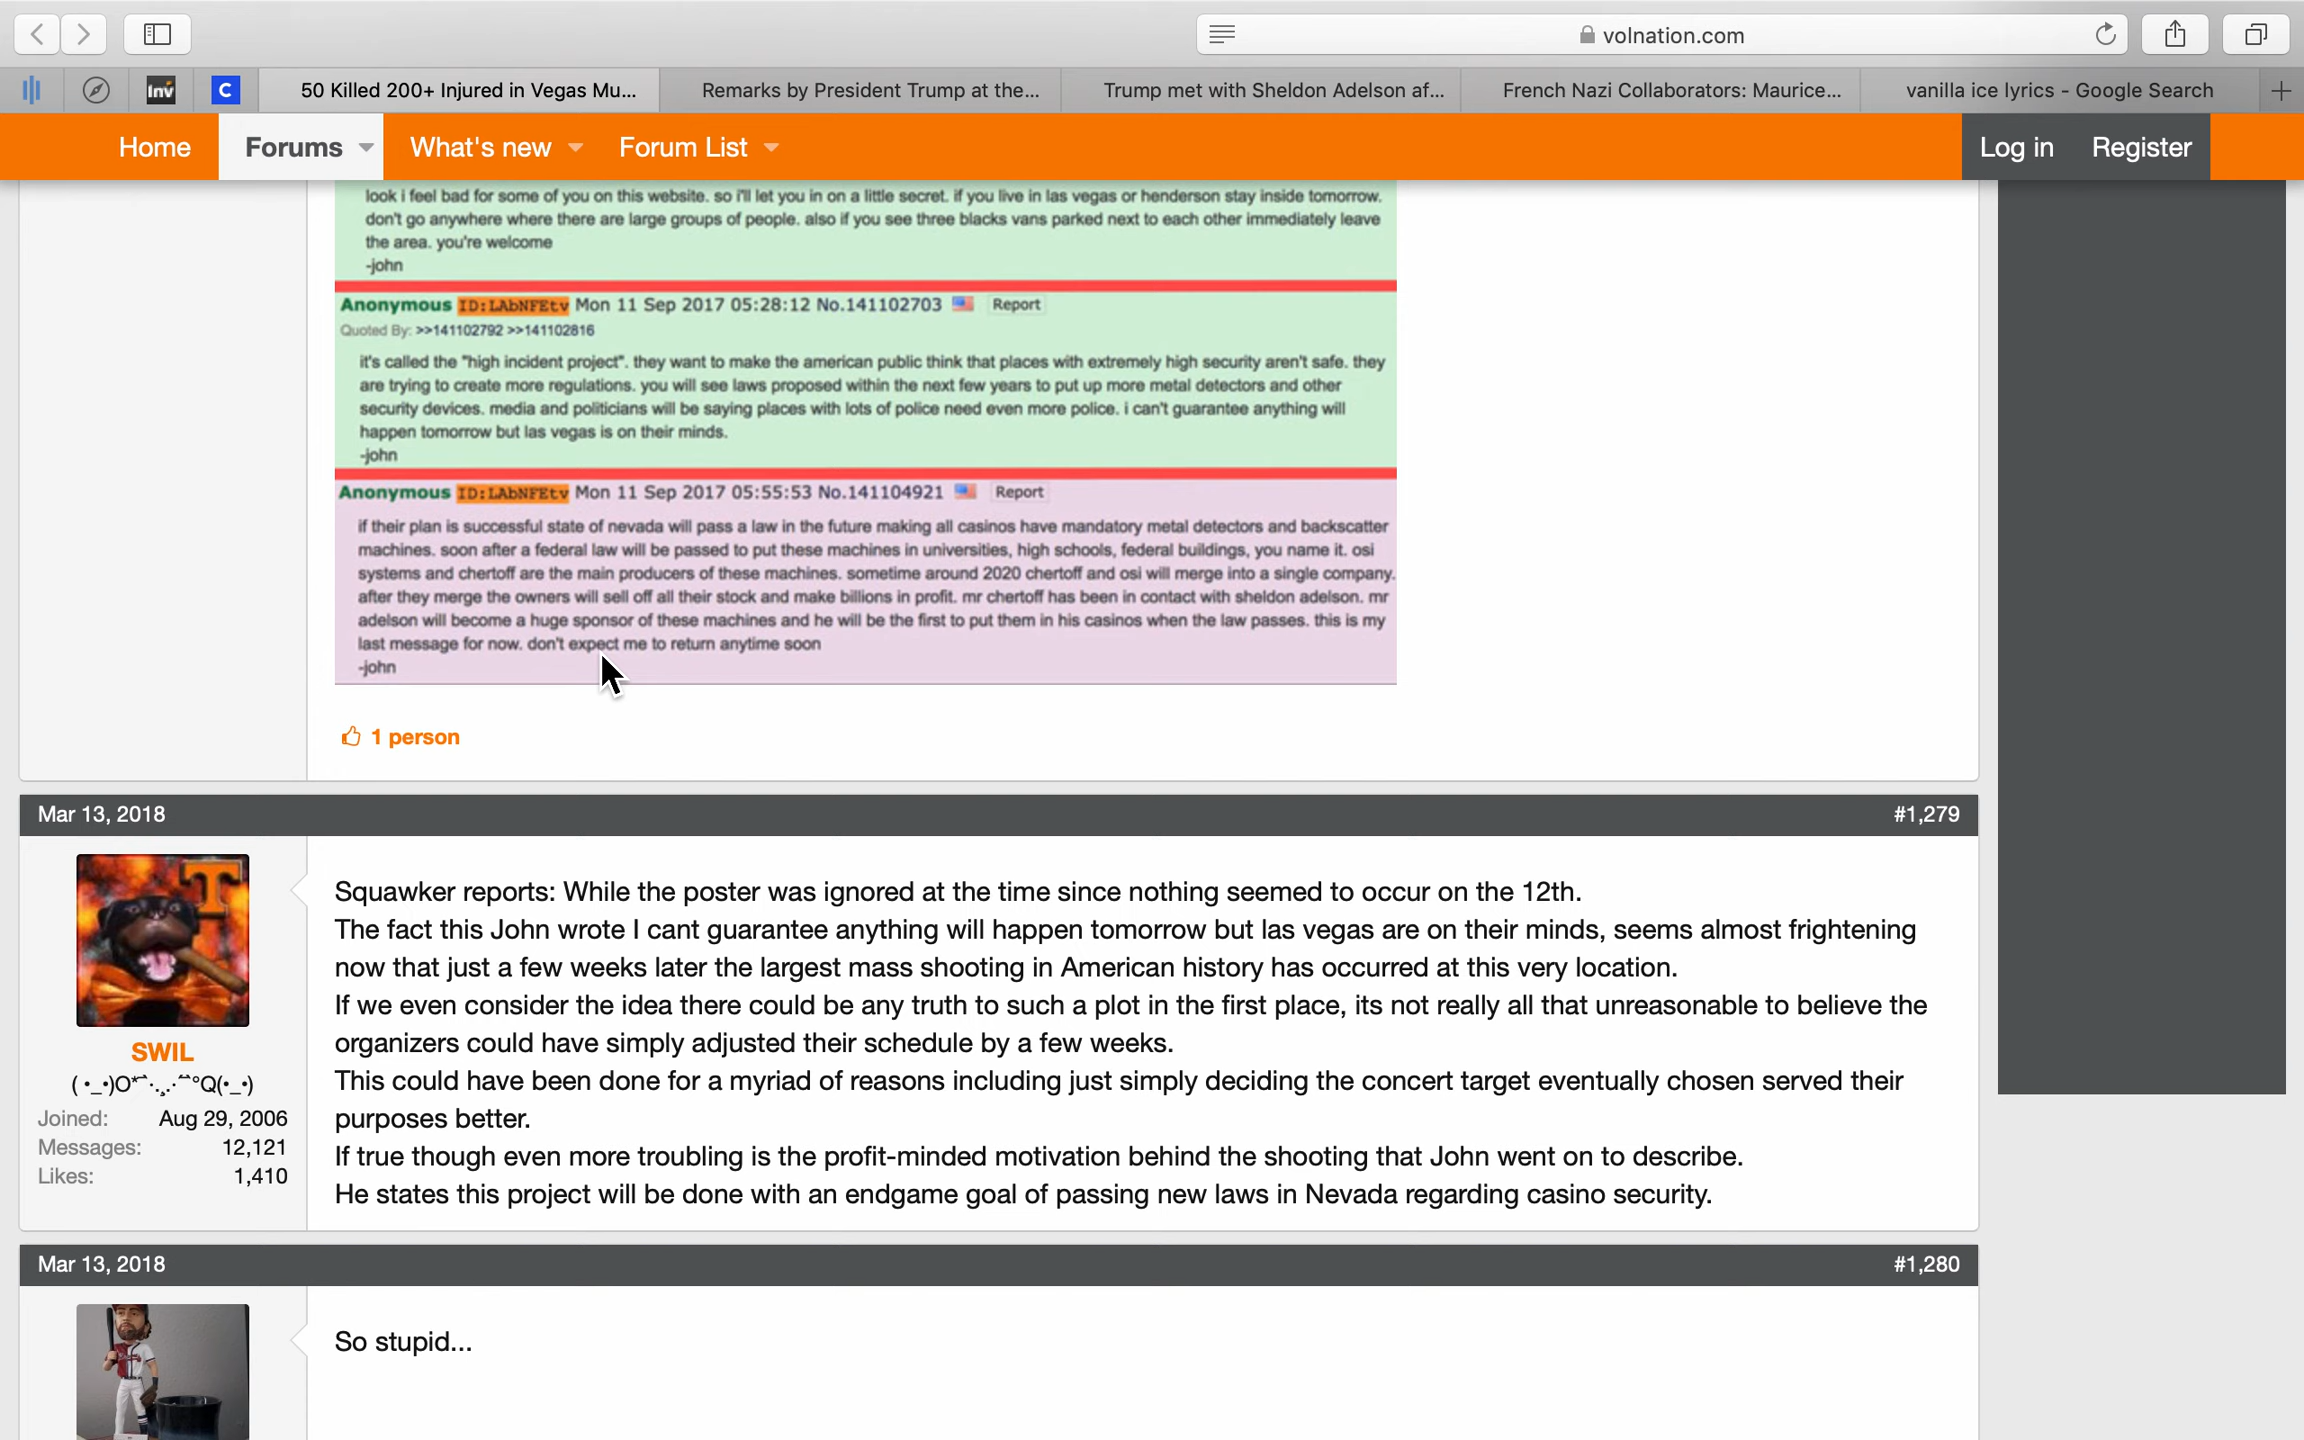 volnation.com
Inv
C
50 Killed 200+ Injured in Vegas Mu...
Remarks by President Trump at the...
Trump met with Sheldon Adelson af...
French Nazi Collaborators: Maurice...
vanilla ice lyrics - Google Search
Home
Forums
What's new
Forum List
Log in
Register
look i feel bad for some of you on this website. so i'll let you in on a little secret. if you live in las vegas or henderson stay inside tomorrow.
don't go anywhere where there are large groups of people. also if you see three blacks vans parked next to each other immediately leave
the area. you're welcome
-john
Anonymous ID:LAbNFEtv Mon 11 Sep 2017 05:28:12 No.141102703 Report
Quoted By: >>141102792 >>141102816
it's called the "high incident project". they want to make the american public think that places with extremely high security aren't safe. they
are trying to create more regulations. you will see laws proposed within the next few years to put up more metal detectors and other
security devices. media and politicians will be saying places with lots of police need even more police. i can't guarantee anything will
happen tomorrow but las vegas is on their minds.
-john
Anonymous ID:LAbNFEtv Mon 11 Sep 2017 05:55:53 No.141104921 Report
if their plan is successful state of nevada will pass a law in the future making all casinos have mandatory metal detectors and backscatter
machines. soon after a federal law will be passed to put these machines in universities, high schools, federal buildings, you name it. osi
systems and chertoff are the main producers of these machines. sometime around 2020 chertoff and osi will merge into a single company.
after they merge the owners will sell off all their stock and make billions in profit. mr chertoff has been in contact with sheldon adelson. mr
adelson will become a huge sponsor of these machines and he will be the first to put them in his casinos when the law passes. this is my
last message for now. don't expect me to return anytime soon
-john
1 person
Mar 13, 2018
#1,279
T
SWIL
Joined: Aug 29, 2006
Messages: 12,121
Likes: 1,410
Squawker reports: While the poster was ignored at the time since nothing seemed to occur on the 12th.
The fact this John wrote I cant guarantee anything will happen tomorrow but las vegas are on their minds, seems almost frightening
now that just a few weeks later the largest mass shooting in American history has occurred at this very location.
If we even consider the idea there could be any truth to such a plot in the first place, its not really all that unreasonable to believe the
organizers could have simply adjusted their schedule by a few weeks.
This could have been done for a myriad of reasons including just simply deciding the concert target eventually chosen served their
purposes better.
If true though even more troubling is the profit-minded motivation behind the shooting that John went on to describe.
He states this project will be done with an endgame goal of passing new laws in Nevada regarding casino security.
Mar 13, 2018
#1,280
So stupid...